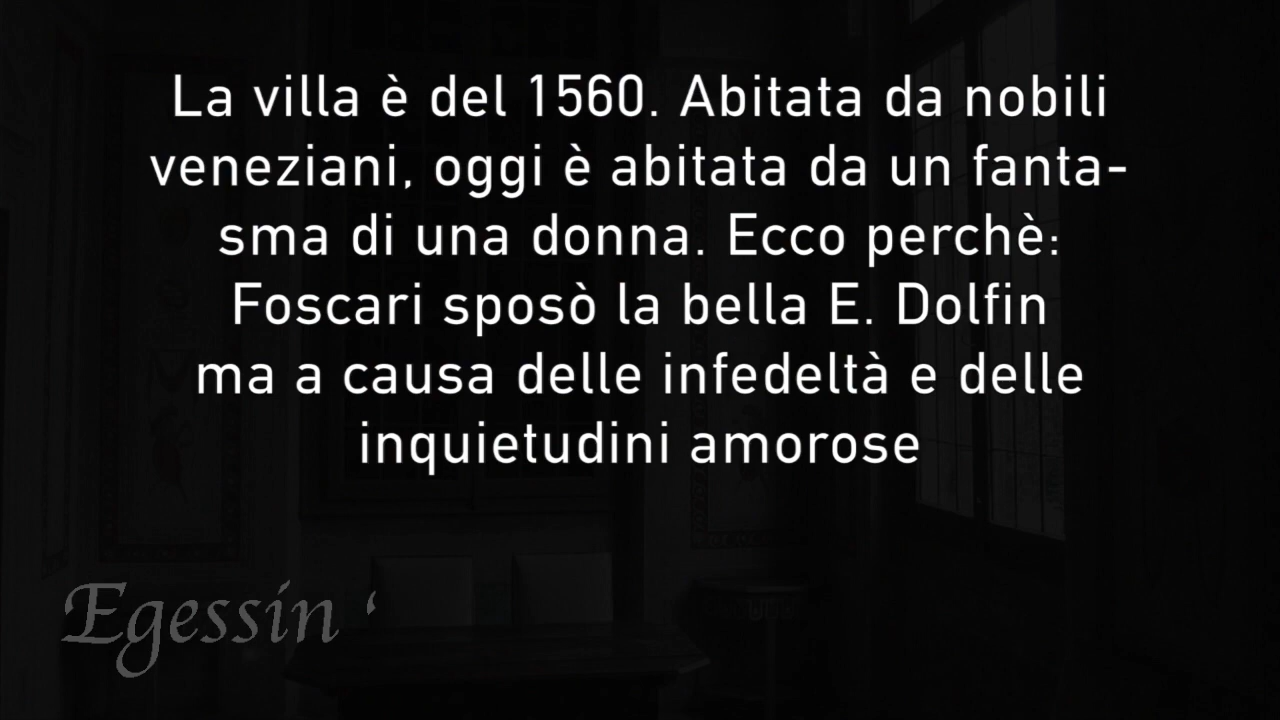 La villa è del 1560. Abitata da nobili
veneziani, oggi è abitata da un fanta-
sma di una donna. Ecco perchè:
Foscari sposò la bella E. Dolfin
ma a causa delle infedeltà e delle
inquietudini amorose
Egessin ‘